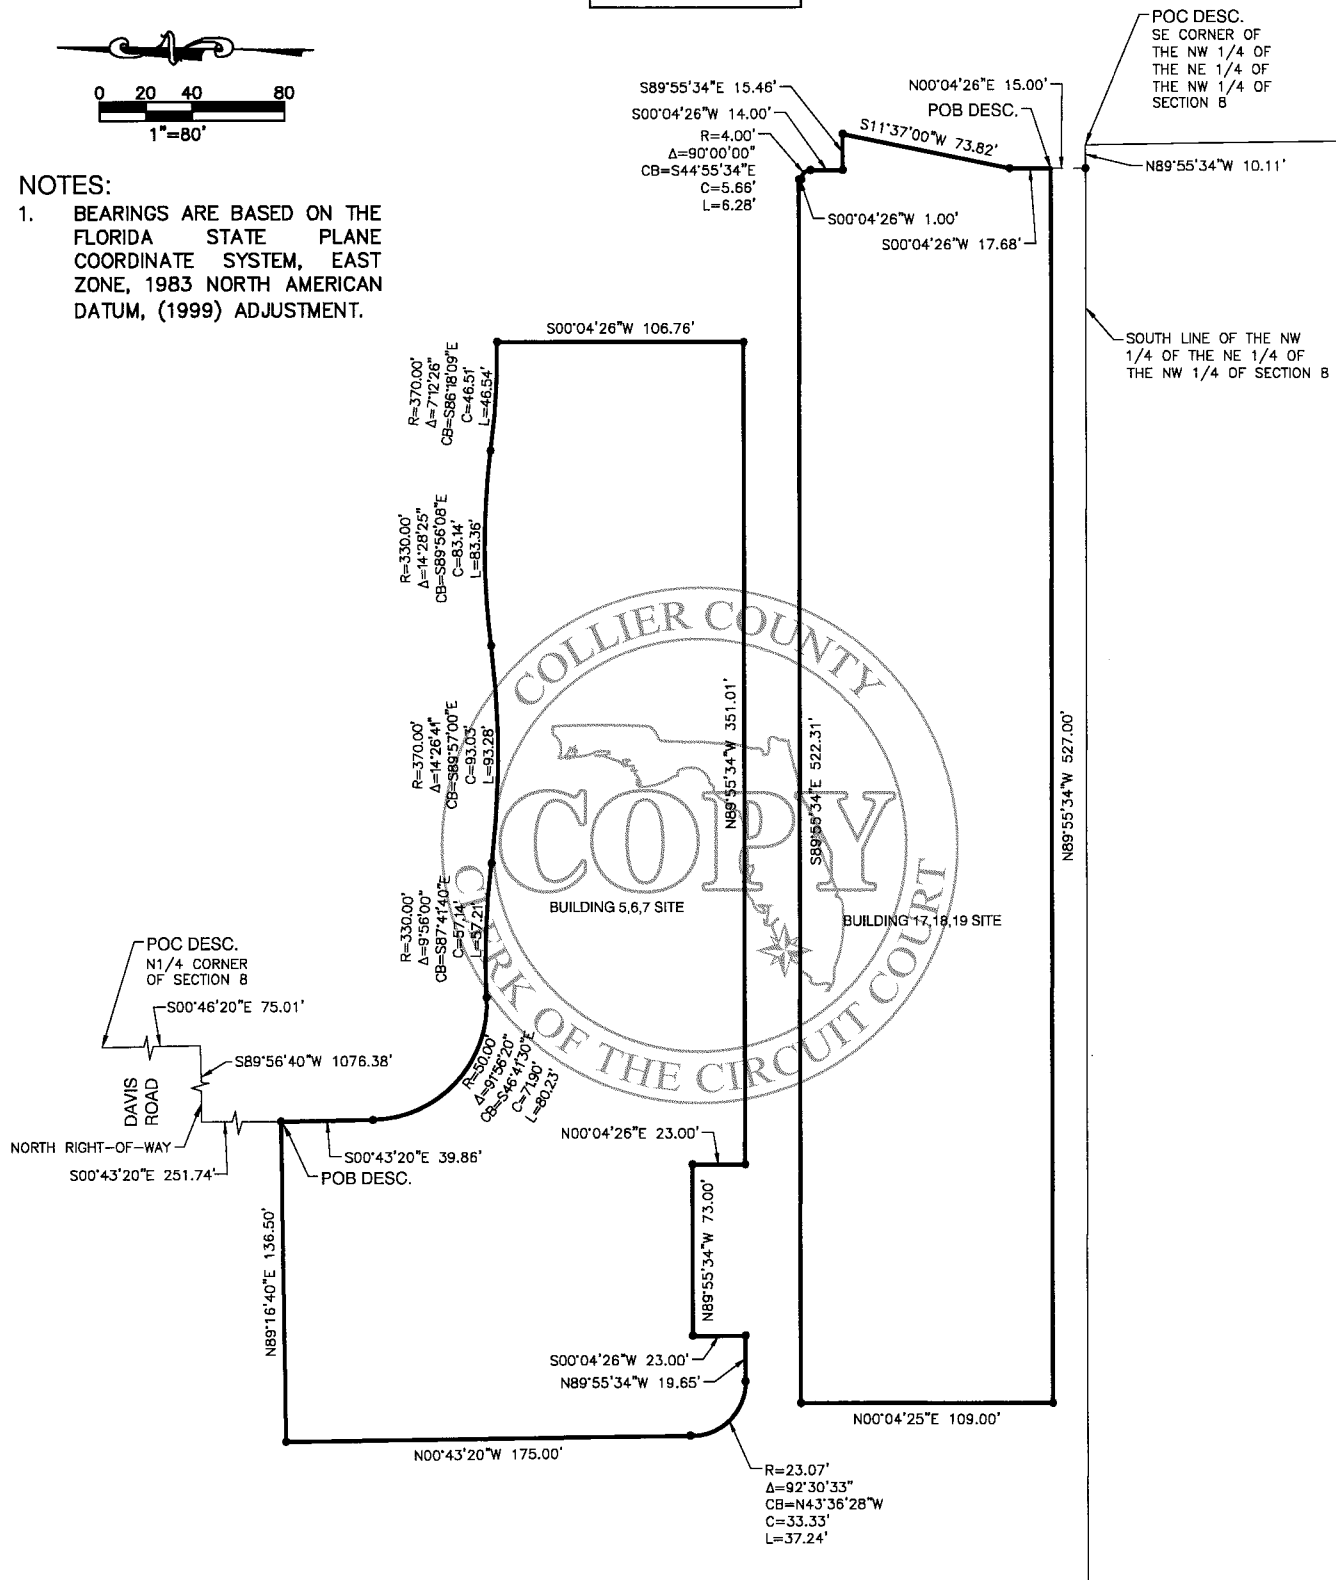 0 20 40 80
1"=80'
NOTES:
1. BEARINGS ARE BASED ON THE
FLORIDA STATE PLANE
COORDINATE SYSTEM, EAST
ZONE, 1983 NORTH AMERICAN
DATUM, (1999) ADJUSTMENT.
POC DESC.
SE CORNER OF
THE NW 1/4 OF
THE NE 1/4 OF
THE NW 1/4 OF
SECTION 8
S89°55'34"E 15.46'
S00°04'26"W 14.00'
R=4.00'
Δ=90°00'00"
CB=S44°55'34"E
C=5.66'
L=6.28'
S11°37'00"W 73.82'
N00°04'26"E 15.00'
POB DESC.
N89°55'34"W 10.11'
S00°04'26"W 1.00'
S00°04'26"W 17.68'
SOUTH LINE OF THE NW
1/4 OF THE NE 1/4 OF
THE NW 1/4 OF SECTION 8
S00°04'26"W 106.76'
R=370.00'
Δ=7°12'26"
CB=S86°18'09"E
C=46.51'
L=46.54'
R=330.00'
Δ=14°28'25"
CB=S89°56'08"E
C=83.14'
L=83.36'
R=370.00'
Δ=14°26'41"
CB=S89°57'00"E
C=93.03'
L=93.28'
R=330.00'
Δ=9°56'00"
CB=S87°41'40"E
C=57.14'
L=57.21'
R=50.00'
Δ=91°56'20"
CB=S46°41'30"E
C=71.90'
L=80.23'
N89°55'34"W 351.01'
S89°55'34"E 522.31'
N89°55'34"W 527.00'
COLLIER COUNTY
COPY
CLERK OF THE CIRCUIT COURT
BUILDING 5,6,7 SITE
BUILDING 17,18,19 SITE
POC DESC.
N1/4 CORNER
OF SECTION 8
S00°46'20"E 75.01'
S89°56'40"W 1076.38'
DAVIS
ROAD
NORTH RIGHT-OF-WAY
S00°43'20"E 251.74'
S00°43'20"E 39.86'
POB DESC.
N00°04'26"E 23.00'
N89°55'34"W 73.00'
N89°16'40"E 136.50'
S00°04'26"W 23.00'
N89°55'34"W 19.65'
N00°43'20"W 175.00'
N00°04'25"E 109.00'
R=23.07'
Δ=92°30'33"
CB=N43°36'28"W
C=33.33'
L=37.24'